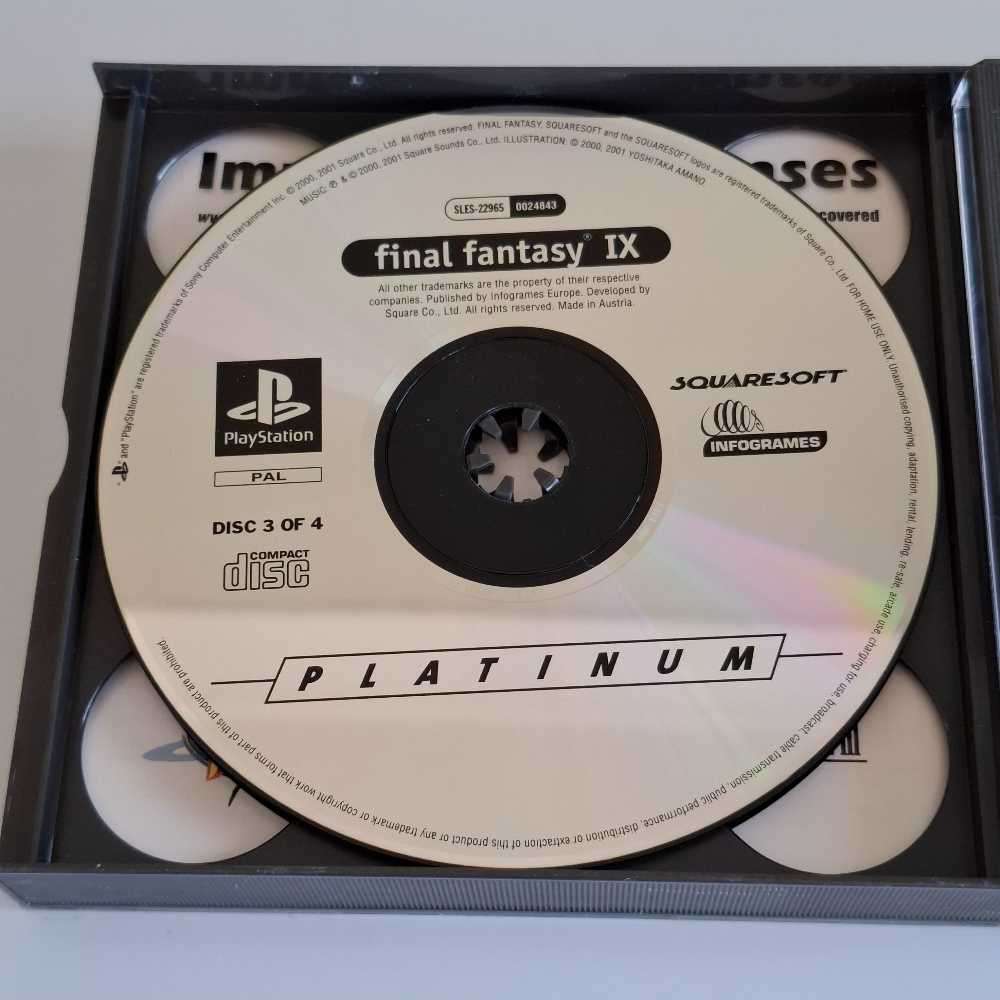 Im
nses
ww
covered
© 2000, 2001 Square Co., Ltd. All rights reserved. FINAL FANTASY, SQUARESOFT and the SQUARESOFT logos are registered trademarks of Square Co., Ltd. FOR HOME USE ONLY. Unauthorised copying, adaptation, rental, lending, re-sale, arcade use, charging for use, broadcast, cable transmission, public performance, distribution or extraction of this product or any trademark or copyright work that forms part of this product are prohibited.
MUSIC: ℗ & © 2000, 2001 Square Sounds Co., Ltd. ILLUSTRATION: © 2000, 2001 YOSHITAKA AMANO
and "PlayStation" are registered trademarks of Sony Computer Entertainment Inc.
SLES-22965 0024843
final fantasy® IX
All other trademarks are the property of their respective
companies. Published by Infogrames Europe. Developed by
Square Co., Ltd. All rights reserved. Made in Austria.
PlayStation
PAL
SQUARESOFT
INFOGRAMES
DISC 3 OF 4
COMPACT
disc
PLATINUM
III